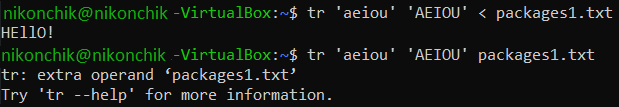 nikonchik@nikonchik -VirtualBox:~$ tr 'aeiou' 'AEIOU' < packages1.txt
HEllO!
nikonchik@nikonchik -VirtualBox:~$ tr 'aeiou' 'AEIOU' packages1.txt
tr: extra operand ‘packages1.txt’
Try 'tr --help' for more information.